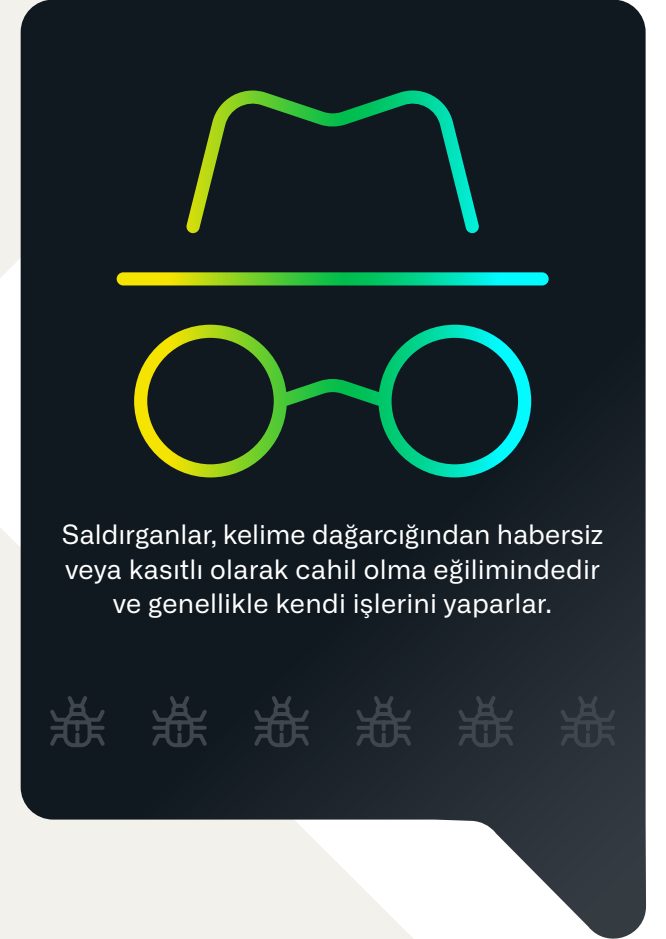 Saldırganlar, kelime dağarcığından habersiz
veya kasıtlı olarak cahil olma eğilimindedir
ve genellikle kendi işlerini yaparlar.